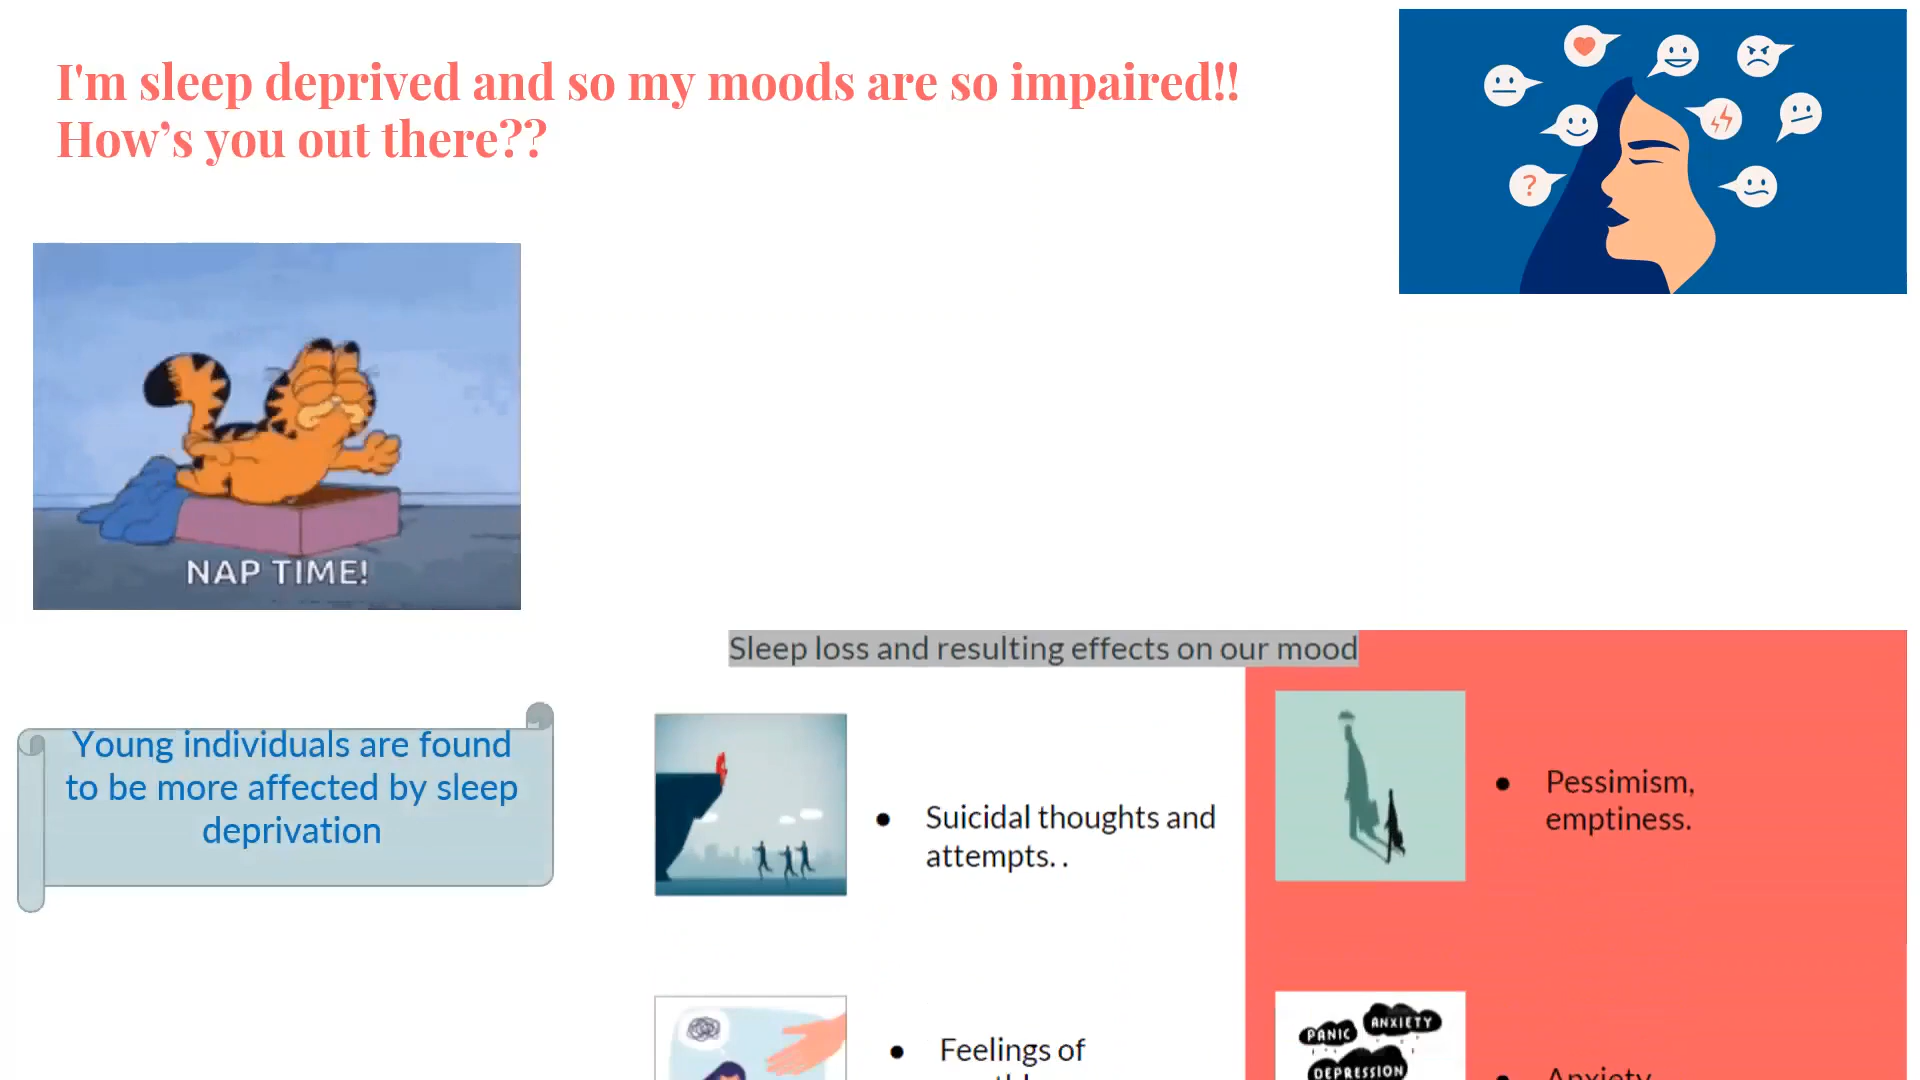 I'm sleep deprived and so my moods are so impaired!!
How’s you out there??
?
NAP TIME!
Sleep loss and resulting effects on our mood
Young individuals are found
to be more affected by sleep
deprivation
● Suicidal thoughts and
attempts. .
● Pessimism,
emptiness.
● Feelings of
PANIC
ANXIETY
DEPRESSION
Anxiety